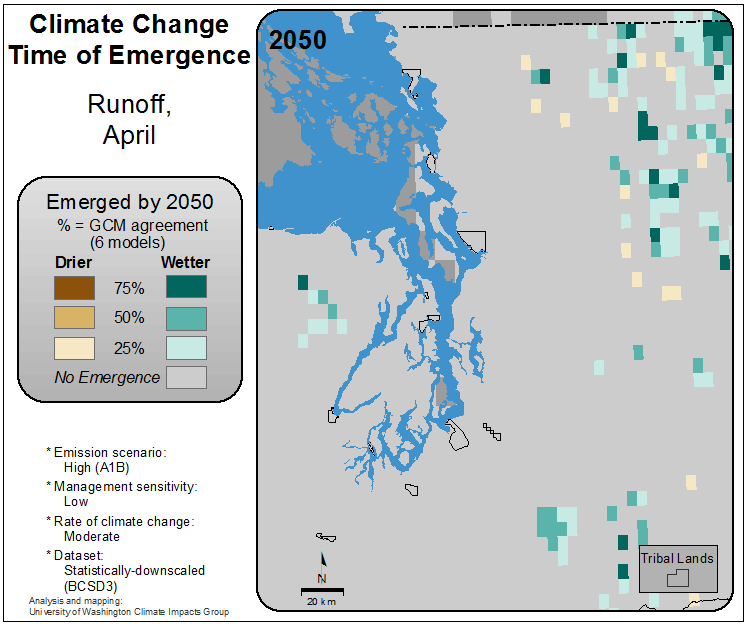 Climate Change
Time of Emergence
Runoff,
April
Emerged by 2050
% = GCM agreement
(6 models)
Drier Wetter
75%
50%
25%
No Emergence
* Emission scenario:
High (A1B)
* Management sensitivity:
Low
* Rate of climate change:
Moderate
* Dataset:
Statistically-downscaled
(BCSD3)
Analysis and mapping:
University of Washington Climate Impacts Group
2050
N
20 km
Tribal Lands